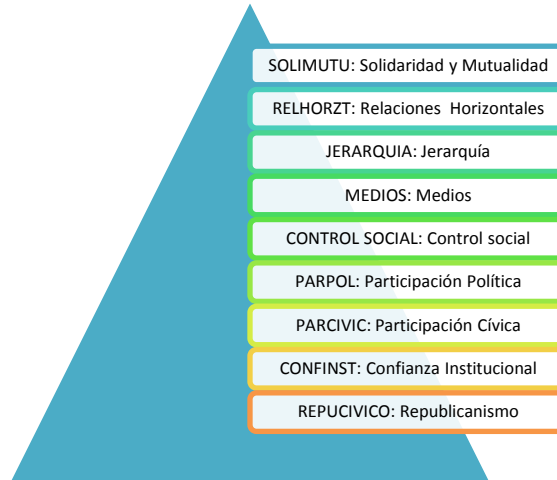 SOLIMUTU: Solidaridad y Mutualidad
RELHORZT: Relaciones Horizontales
JERARQUIA: Jerarquía
MEDIOS: Medios
CONTROL SOCIAL: Control social
PARPOL: Participación Política
PARCIVIC: Participación Cívica
CONFINST: Confianza Institucional
REPUCIVICO: Republicanismo